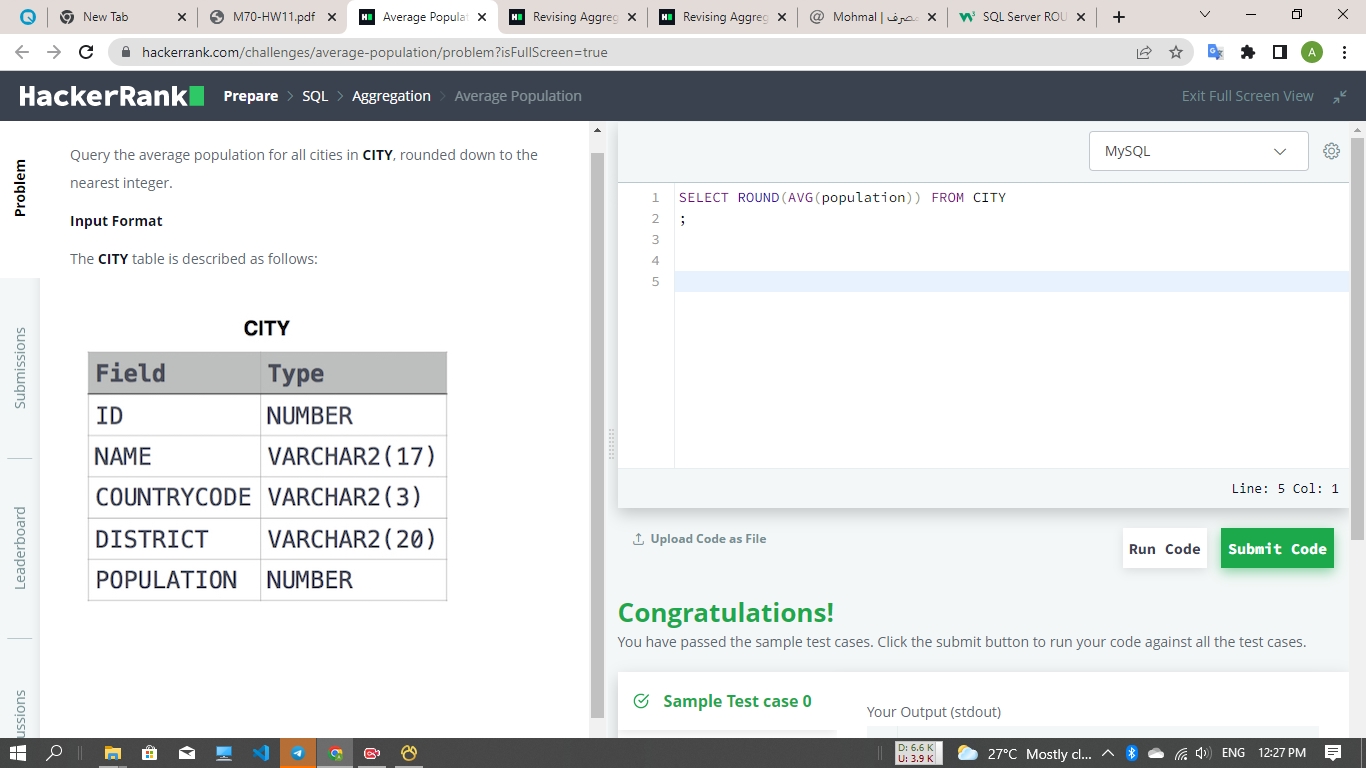 New Tab
M70-HW11.pdf
Average Populat
Revising Aggreg
Revising Aggreg
Mohmal | مصرف
SQL Server ROU
hackerrank.com/challenges/average-population/problem?isFullScreen=true
A
HackerRank
Prepare > SQL > Aggregation > Average Population
Exit Full Screen View
Problem
Submissions
Leaderboard
ussions
Query the average population for all cities in CITY, rounded down to the
nearest integer.
Input Format
The CITY table is described as follows:
CITY
Field Type
ID NUMBER
NAME VARCHAR2(17)
COUNTRYCODE VARCHAR2(3)
DISTRICT VARCHAR2(20)
POPULATION NUMBER
MySQL
1 SELECT ROUND(AVG(population)) FROM CITY
2 ;
3
4
5
Line: 5 Col: 1
Upload Code as File
Run Code
Submit Code
Congratulations!
You have passed the sample test cases. Click the submit button to run your code against all the test cases.
Sample Test case 0
Your Output (stdout)
D: 6.6 K
U: 3.9 K
27°C Mostly cl...
ENG
12:27 PM